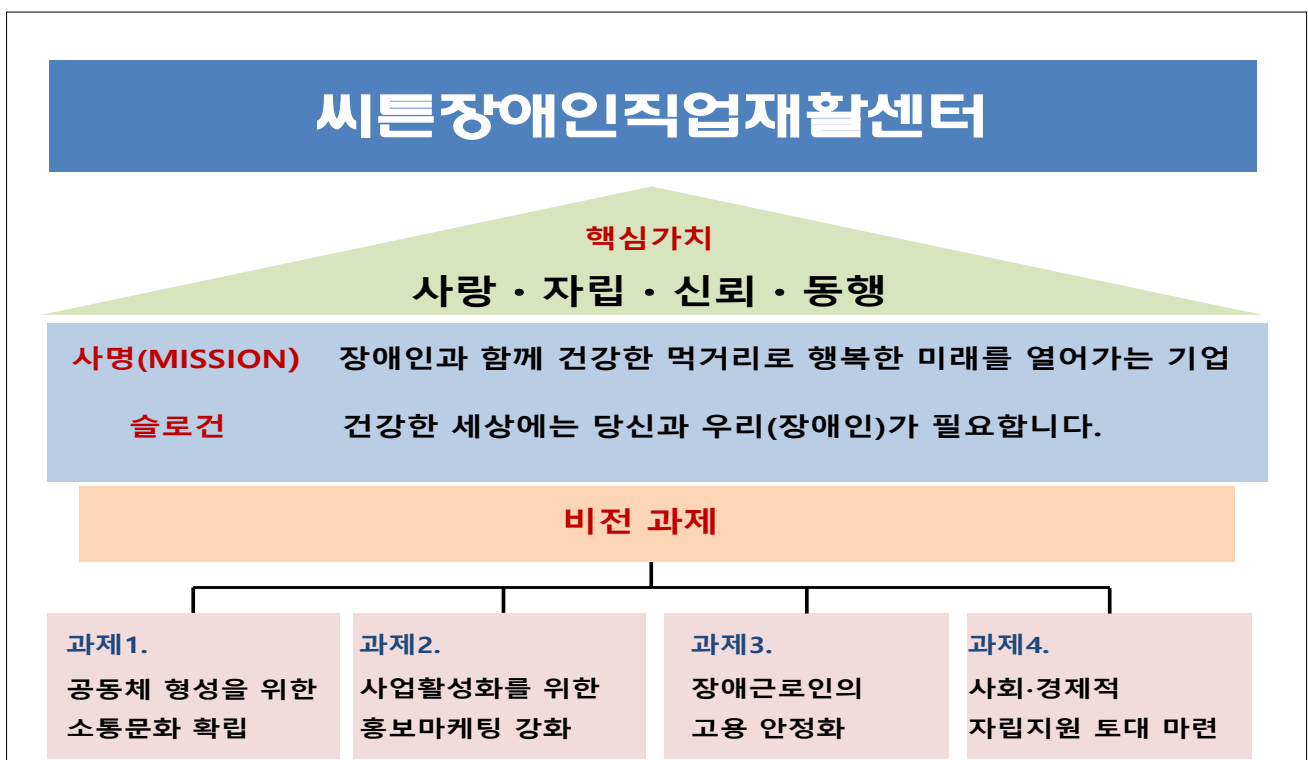 씨튼장애인직업재활센터
핵심가치
사랑 · 자립 · 신뢰 · 동행
사명(MISSION) 장애인과 함께 건강한 먹거리로 행복한 미래를 열어가는 기업
슬로건 건강한 세상에는 당신과 우리(장애인)가 필요합니다.
비전 과제
과제1.
공동체 형성을 위한
소통문화 확립
과제2.
사업활성화를 위한
홍보마케팅 강화
과제3.
장애근로인의
고용 안정화
과제4.
사회·경제적
자립지원 토대 마련